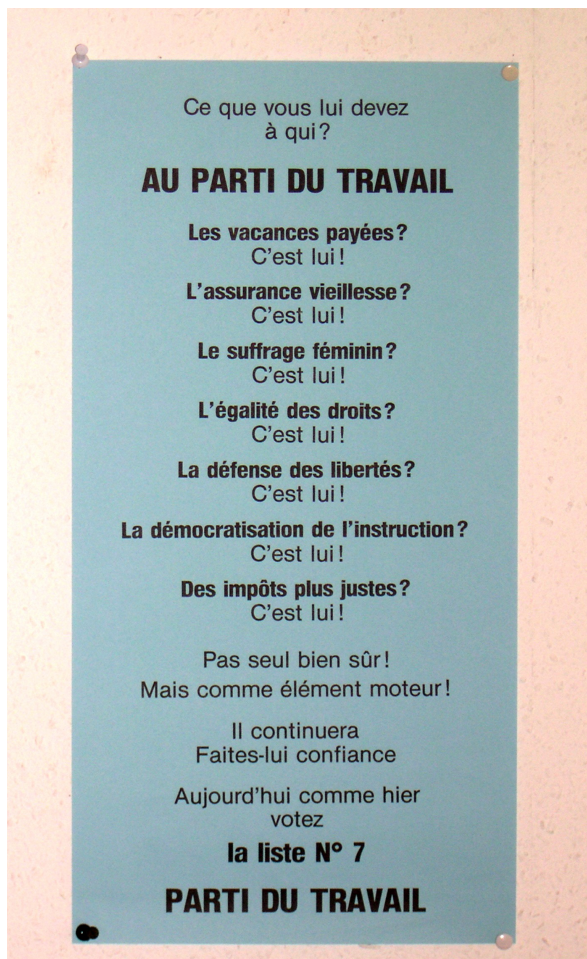 Ce que vous lui devez
à qui?
AU PARTI DU TRAVAIL
Les vacances payées?
C'est lui!
L'assurance vieillesse?
C'est lui!
Le suffrage féminin?
C'est lui!
L'égalité des droits?
C'est lui!
La défense des libertés?
C'est lui!
La démocratisation de l'instruction?
C'est lui!
Des impôts plus justes?
C'est lui!
Pas seul bien sûr!
Mais comme élément moteur!
Il continuera
Faites-lui confiance
Aujourd'hui comme hier
votez
la liste N° 7
PARTI DU TRAVAIL